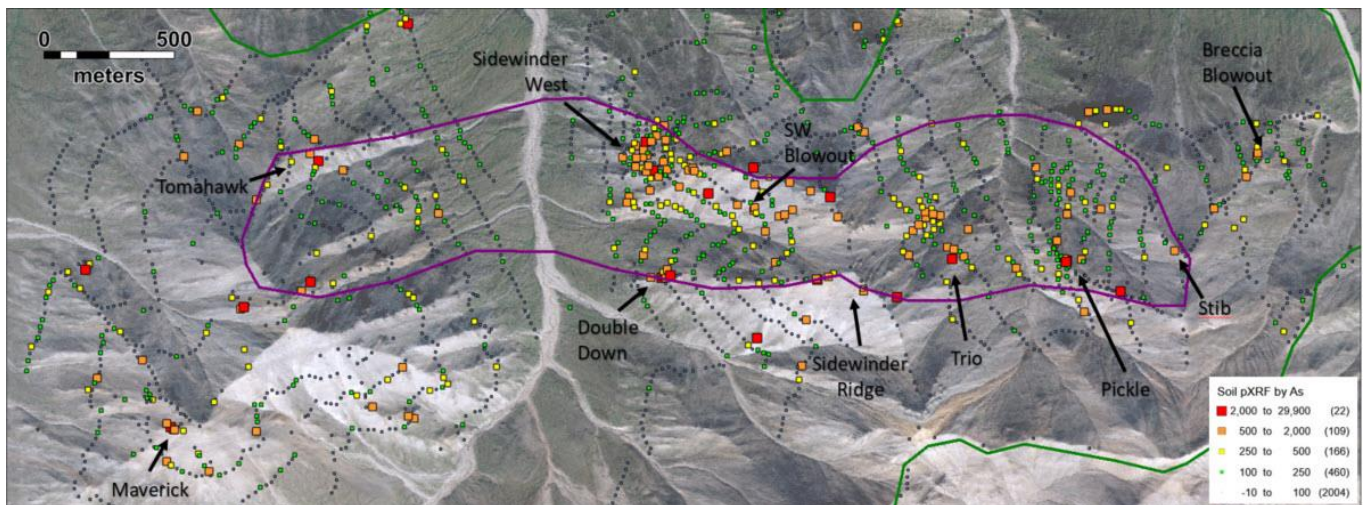 0 500
meters
Sidewinder
West
Breccia
Blowout
SW
Blowout
Tomahawk
Double
Down
Sidewinder
Ridge
Trio
Pickle
Stib
Maverick
Soil pXRF by As
2,000 to 29,900 (22)
500 to 2,000 (109)
250 to 500 (166)
100 to 250 (460)
-10 to 100 (2004)